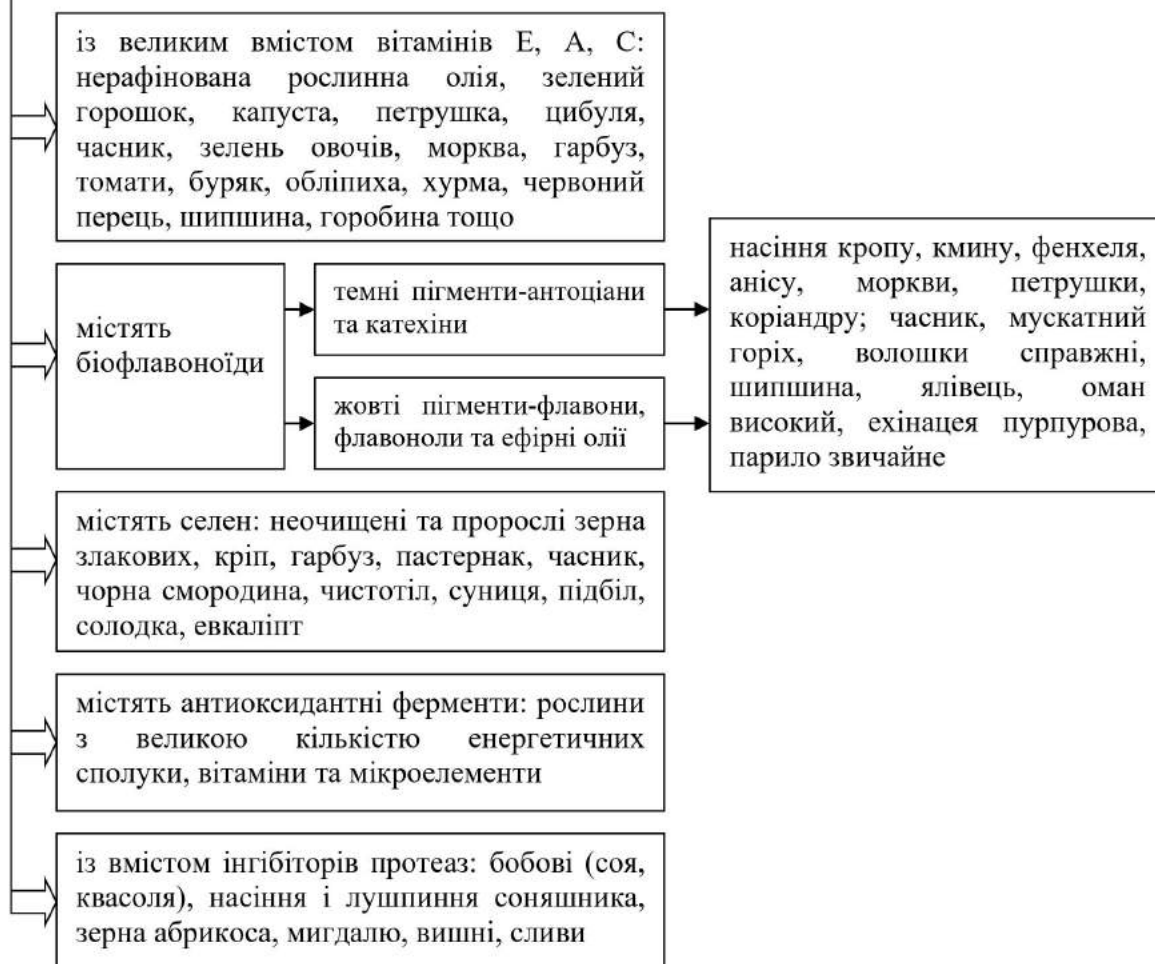 із великим вмістом вітамінів Е, А, С:
нерафінована рослинна олія, зелений
горошок, капуста, петрушка, цибуля,
часник, зелень овочів, морква, гарбуз,
томати, буряк, обліпиха, хурма, червоний
перець, шипшина, горобина тощо
містять
біофлавоноїди
темні пігменти-антоціани
та катехіни
жовті пігменти-флавони,
флавоноли та ефірні олії
насіння кропу, кмину, фенхеля,
анісу, моркви, петрушки,
коріандру; часник, мускатний
горіх, волошки справжні,
шипшина, ялівець, оман
високий, ехінацея пурпурова,
парило звичайне
містять селен: неочищені та пророслі зерна
злакових, кріп, гарбуз, пастернак, часник,
чорна смородина, чистотіл, суниця, підбіл,
солодка, евкаліпт
містять антиоксидантні ферменти: рослини
з великою кількістю енергетичних
сполуки, вітаміни та мікроелементи
із вмістом інгібіторів протеаз: бобові (соя,
квасоля), насіння і лушпиння соняшника,
зерна абрикоса, мигдалю, вишні, сливи